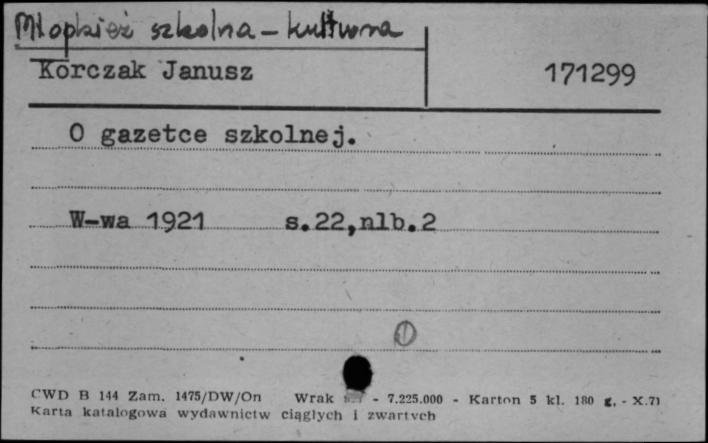 Młodzież szkolna - kultura
Korczak Janusz 171299
O gazetce szkolnej.
W-wa 1921 s.22,nlb.2
CWD B 144 Zam. 1475/DW/On Wrak - 7.225.000 - Karton 5 kl. 180 g. - X.71
Karta katalogowa wydawnictw ciągłych i zwartych